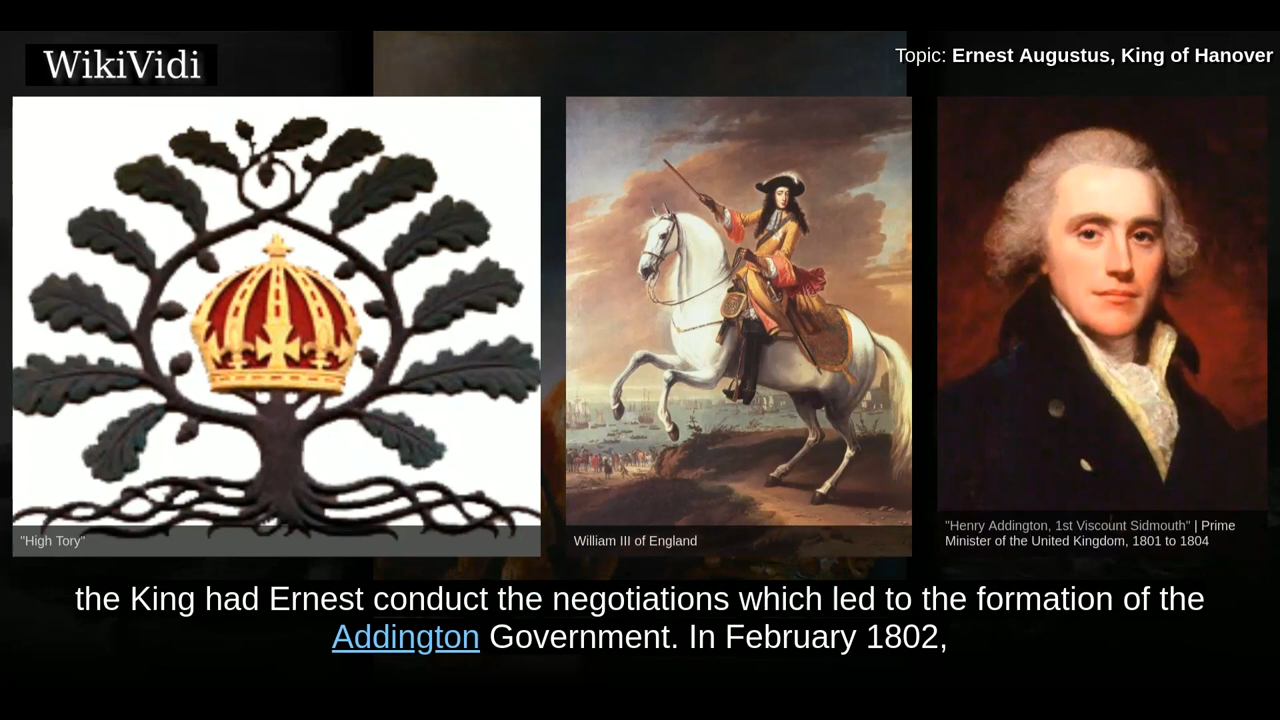 WikiVidi
Topic: Ernest Augustus, King of Hanover
"High Tory"
William III of England
"Henry Addington, 1st Viscount Sidmouth" | Prime
Minister of the United Kingdom, 1801 to 1804
the King had Ernest conduct the negotiations which led to the formation of the
Addington Government. In February 1802,